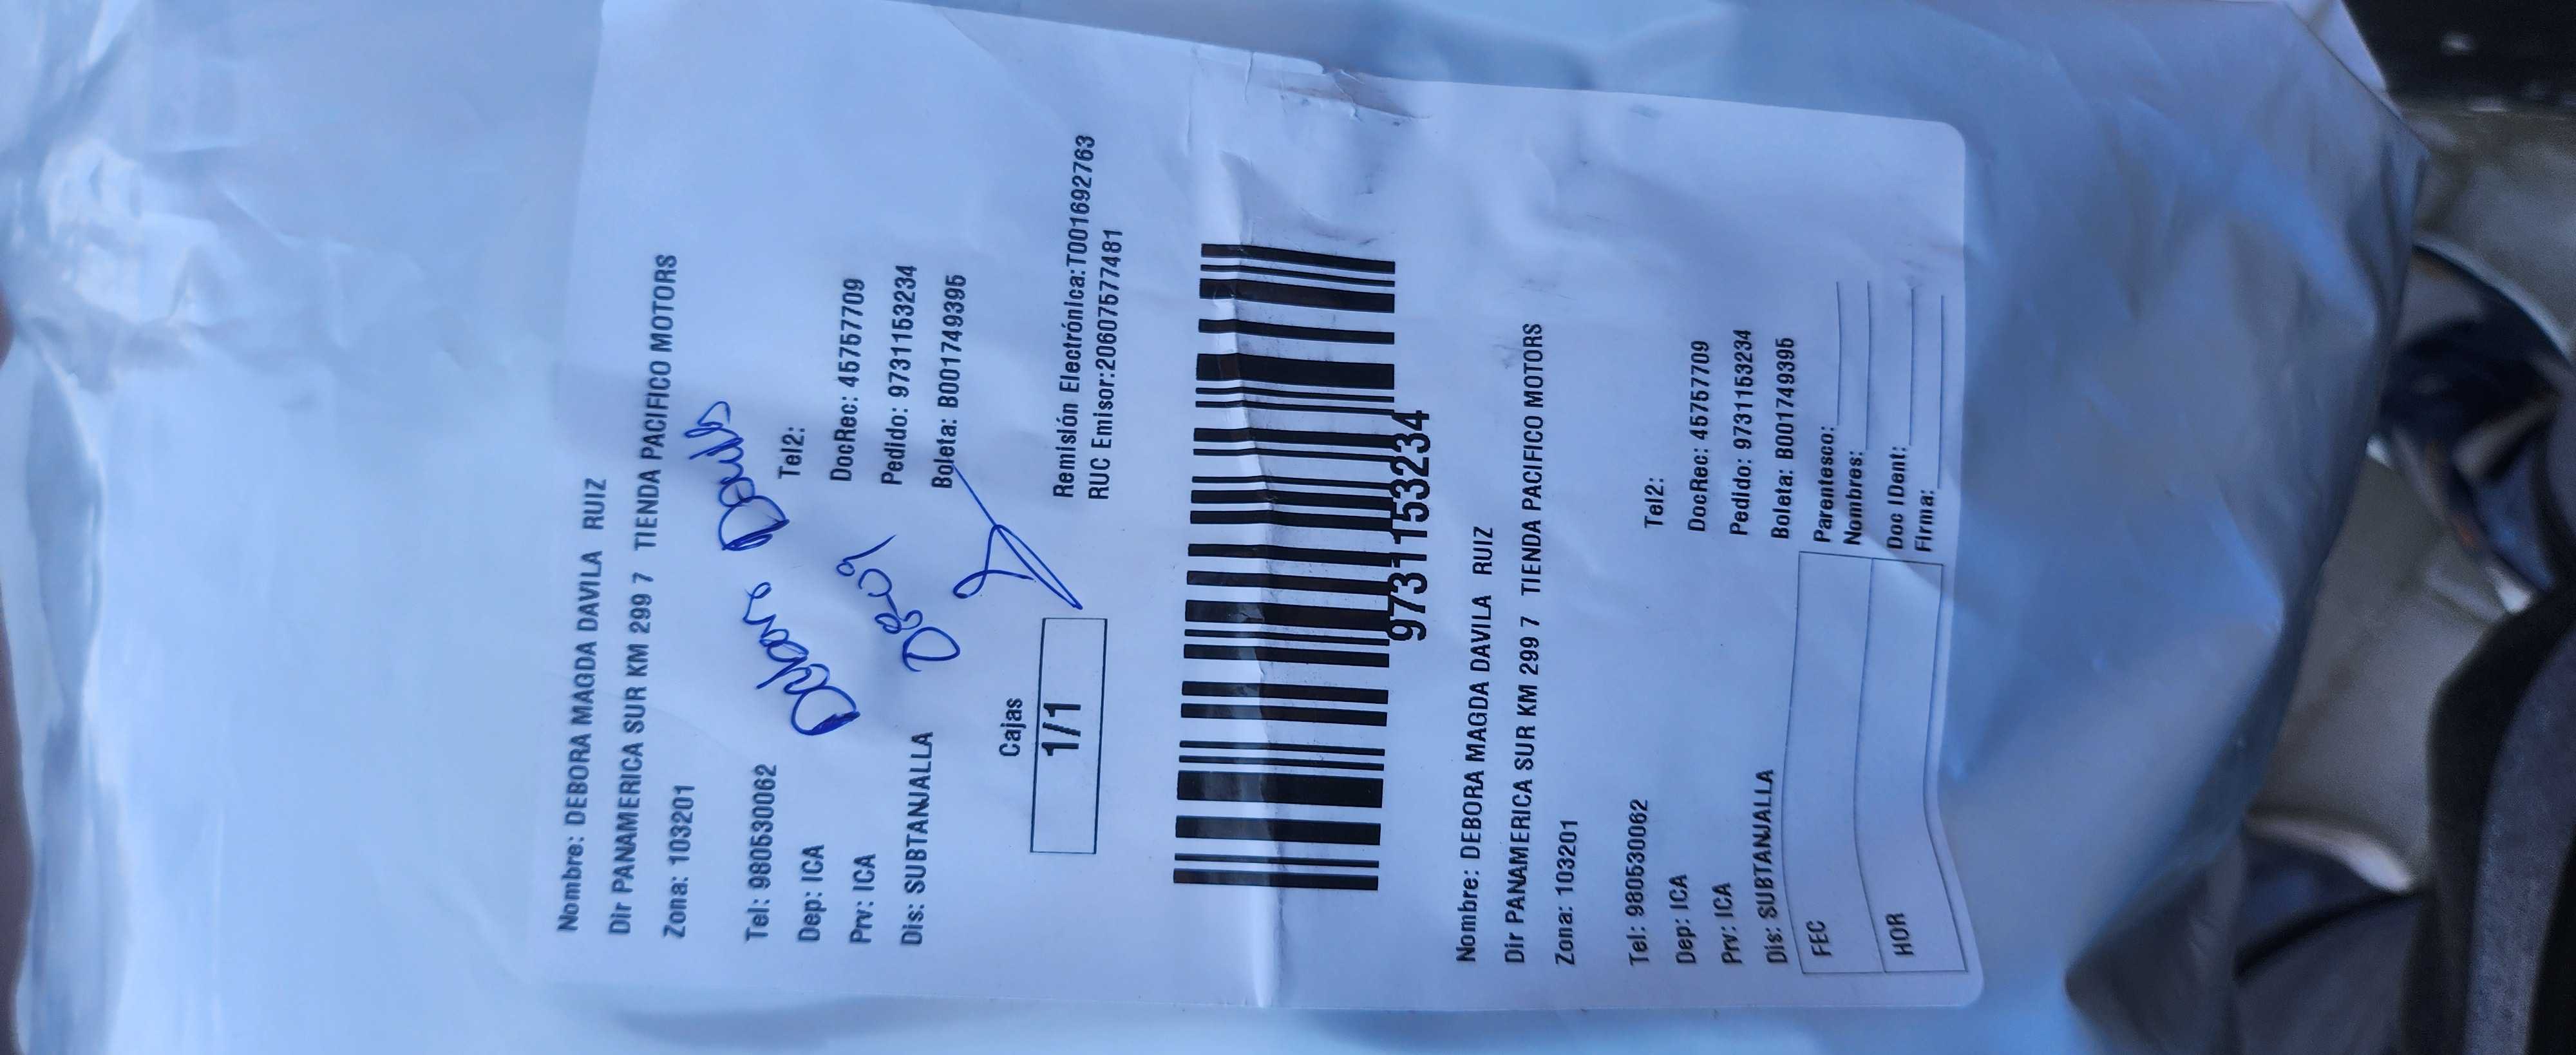 Nombre: DEBORA MAGDA DAVILA RUIZ
Dir PANAMERICA SUR KM 299 7 TIENDA PACIFICO MOTORS
Zona: 103201
Debora Davila
Tel: 980530062 Tel2:
Dep: ICA DocRec: 45757709
Prv: ICA Pedido: 9731153234
Dis: SUBTANJALLA Boleta: B001749395
Cajas
1/1
Remisión Electrónica:T001692763
RUC Emisor:20607577481
9731153234
Nombre: DEBORA MAGDA DAVILA RUIZ
Dir PANAMERICA SUR KM 299 7 TIENDA PACIFICO MOTORS
Zona: 103201
Tel: 980530062 Tel2:
Dep: ICA DocRec: 45757709
Prv: ICA Pedido: 9731153234
Dis: SUBTANJALLA Boleta: B001749395
FEC Parentesco:
Nombres:
HOR Doc IDent:
Firma: